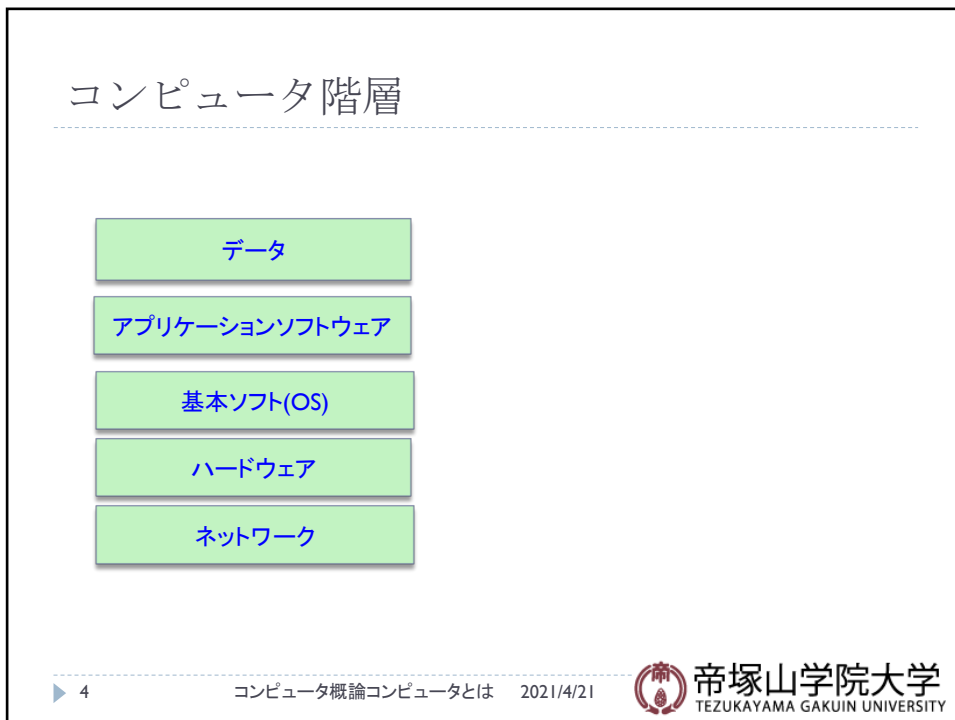 コンピュータ階層
データ
アプリケーションソフトウェア
基本ソフト(OS)
ハードウェア
ネットワーク
4 コンピュータ概論コンピュータとは 2021/4/21
帝
帝塚山学院大学
TEZUKAYAMA GAKUIN UNIVERSITY